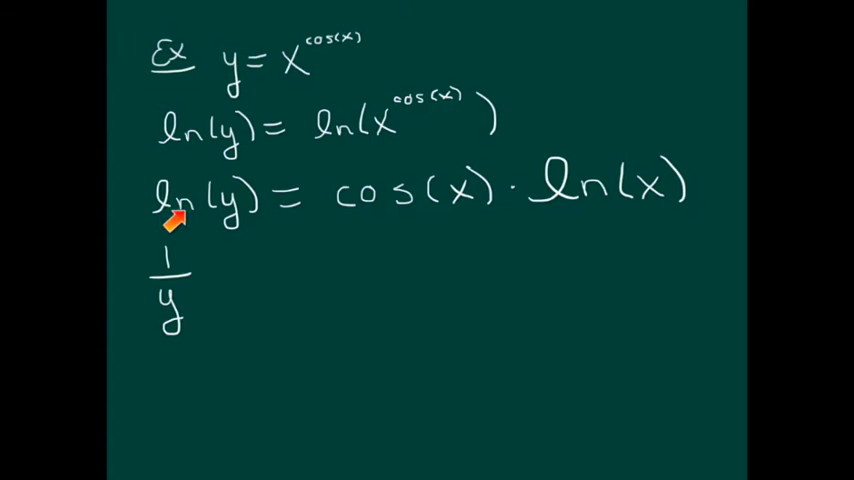 Ex y = x^cos(x)
ln(y) = ln(x^cos(x) )
ln(y) = cos(x) · ln(x)
1
y